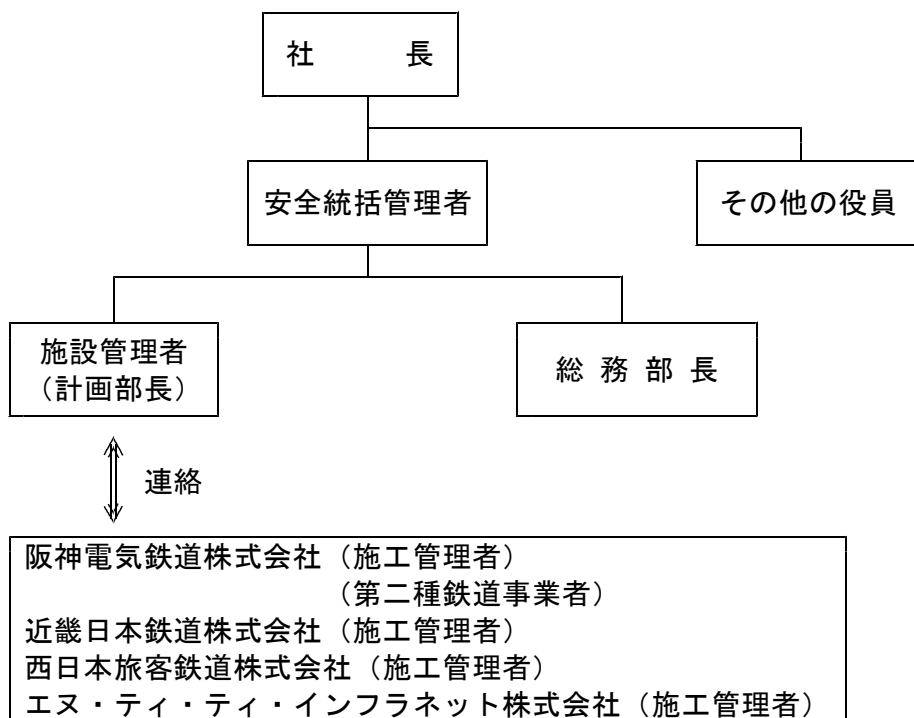 社　　　長
安全統括管理者
その他の役員
施設管理者
（計画部長）
総 務 部 長
連絡
阪神電気鉄道株式会社（施工管理者）
（第二種鉄道事業者）
近畿日本鉄道株式会社（施工管理者）
西日本旅客鉄道株式会社（施工管理者）
エヌ・ティ・ティ・インフラネット株式会社（施工管理者）